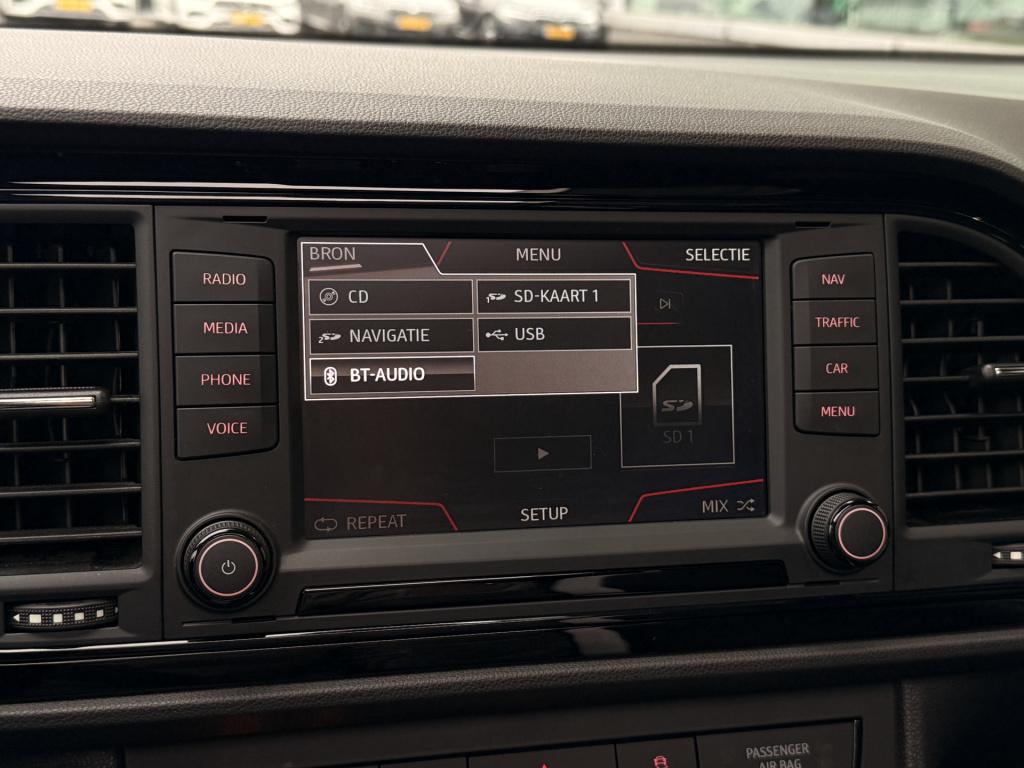 BRON
MENU
SELECTIE
RADIO
MEDIA
PHONE
VOICE
CD
SD-KAART 1
NAVIGATIE
USB
BT-AUDIO
SD 1
REPEAT
SETUP
MIX
NAV
TRAFFIC
CAR
MENU
PASSENGER
AIR BAG